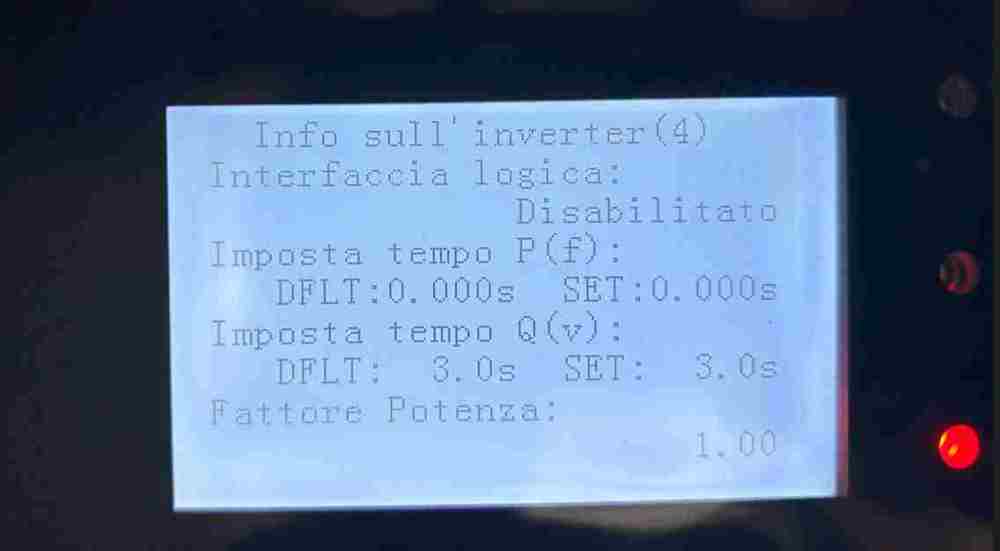 Info sull'inverter(4)
Interfaccia logica:
Disabilitato
Imposta tempo P(f):
DFLT:0.000s SET:0.000s
Imposta tempo Q(v):
DFLT: 3.0s SET: 3.0s
Fattore Potenza:
1.00